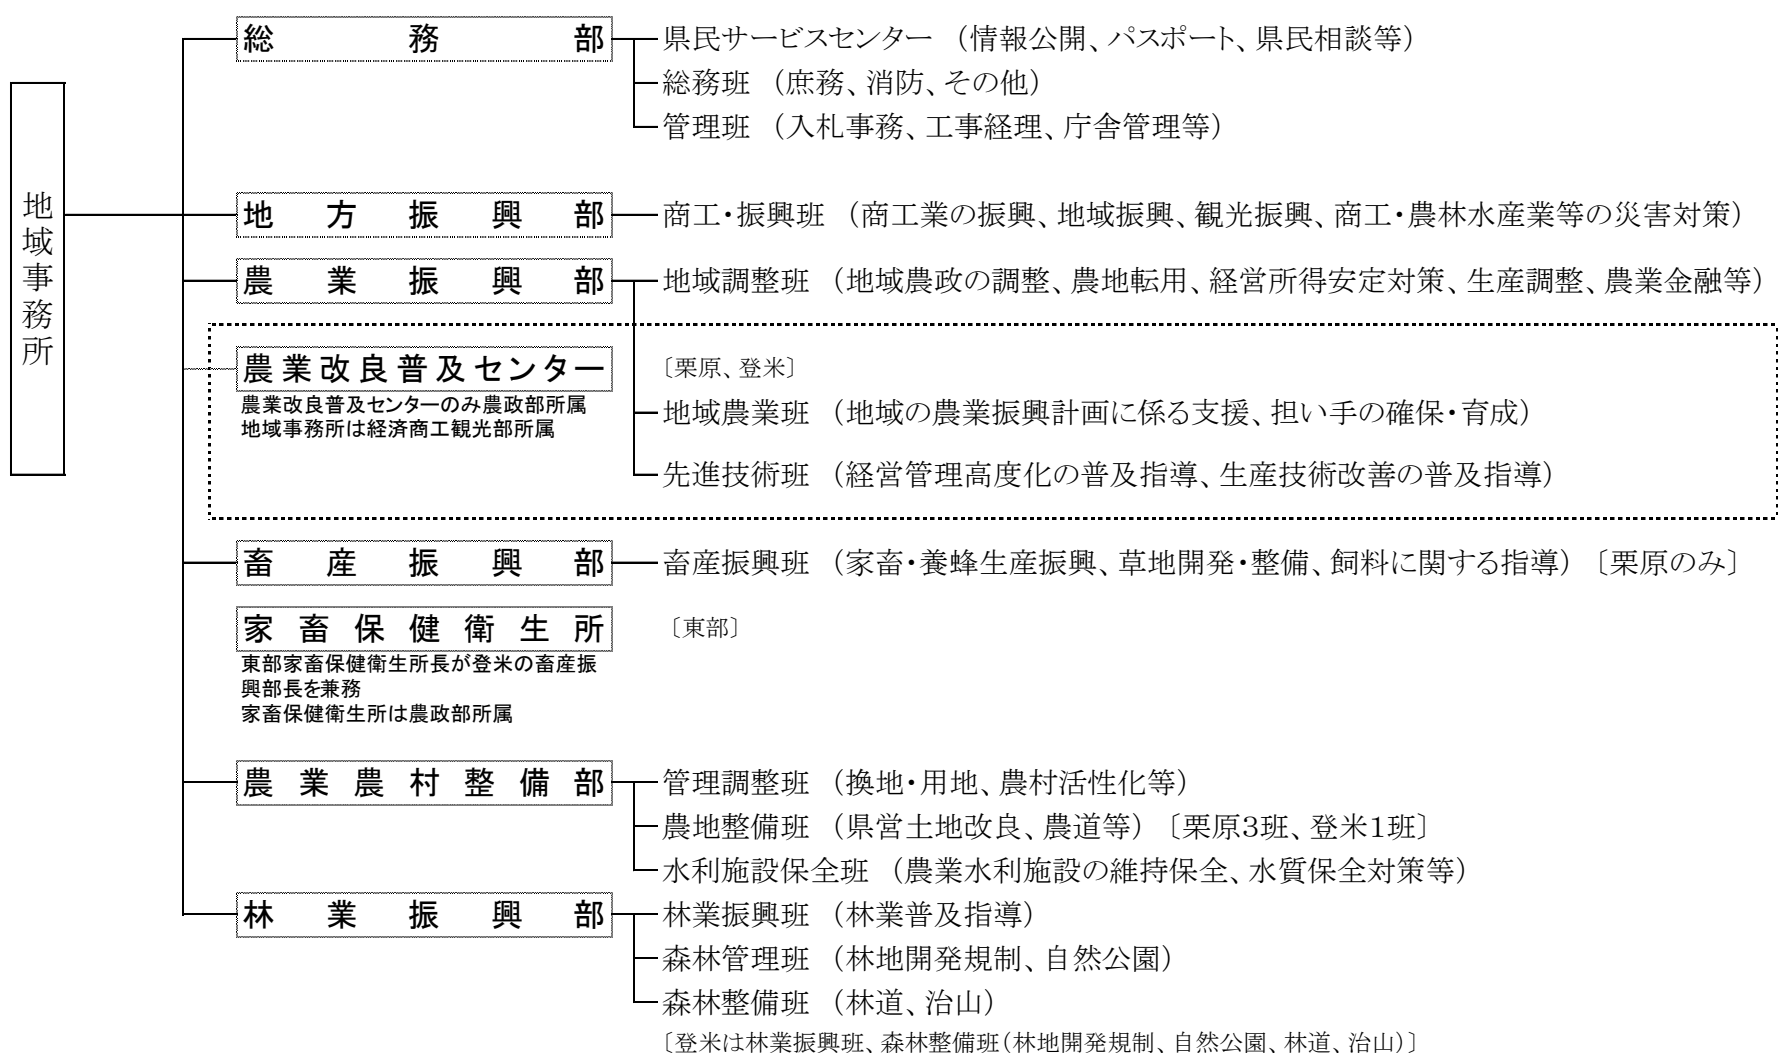 総務部 県民サービスセンター （情報公開、パスポート、県民相談等）
総務班 （庶務、消防、その他）
管理班 （入札事務、工事経理、庁舎管理等）
地域事務所
地方振興部 商工・振興班 （商工業の振興、地域振興、観光振興、商工・農林水産業等の災害対策）
農業振興部 地域調整班 （地域農政の調整、農地転用、経営所得安定対策、生産調整、農業金融等）
農業改良普及センター 〔栗原、登米〕
農業改良普及センターのみ農政部所属
地域事務所は経済商工観光部所属
地域農業班 （地域の農業振興計画に係る支援、担い手の確保・育成）
先進技術班 （経営管理高度化の普及指導、生産技術改善の普及指導）
畜産振興部 畜産振興班 （家畜・養蜂生産振興、草地開発・整備、飼料に関する指導） 〔栗原のみ〕
家畜保健衛生所 〔東部〕
東部家畜保健衛生所長が登米の畜産振
興部長を兼務
家畜保健衛生所は農政部所属
農業農村整備部 管理調整班 （換地・用地、農村活性化等）
農地整備班 （県営土地改良、農道等） 〔栗原3班、登米1班〕
水利施設保全班 （農業水利施設の維持保全、水質保全対策等）
林業振興部 林業振興班 （林業普及指導）
森林管理班 （林地開発規制、自然公園）
森林整備班 （林道、治山）
〔登米は林業振興班、森林整備班（林地開発規制、自然公園、林道、治山）〕